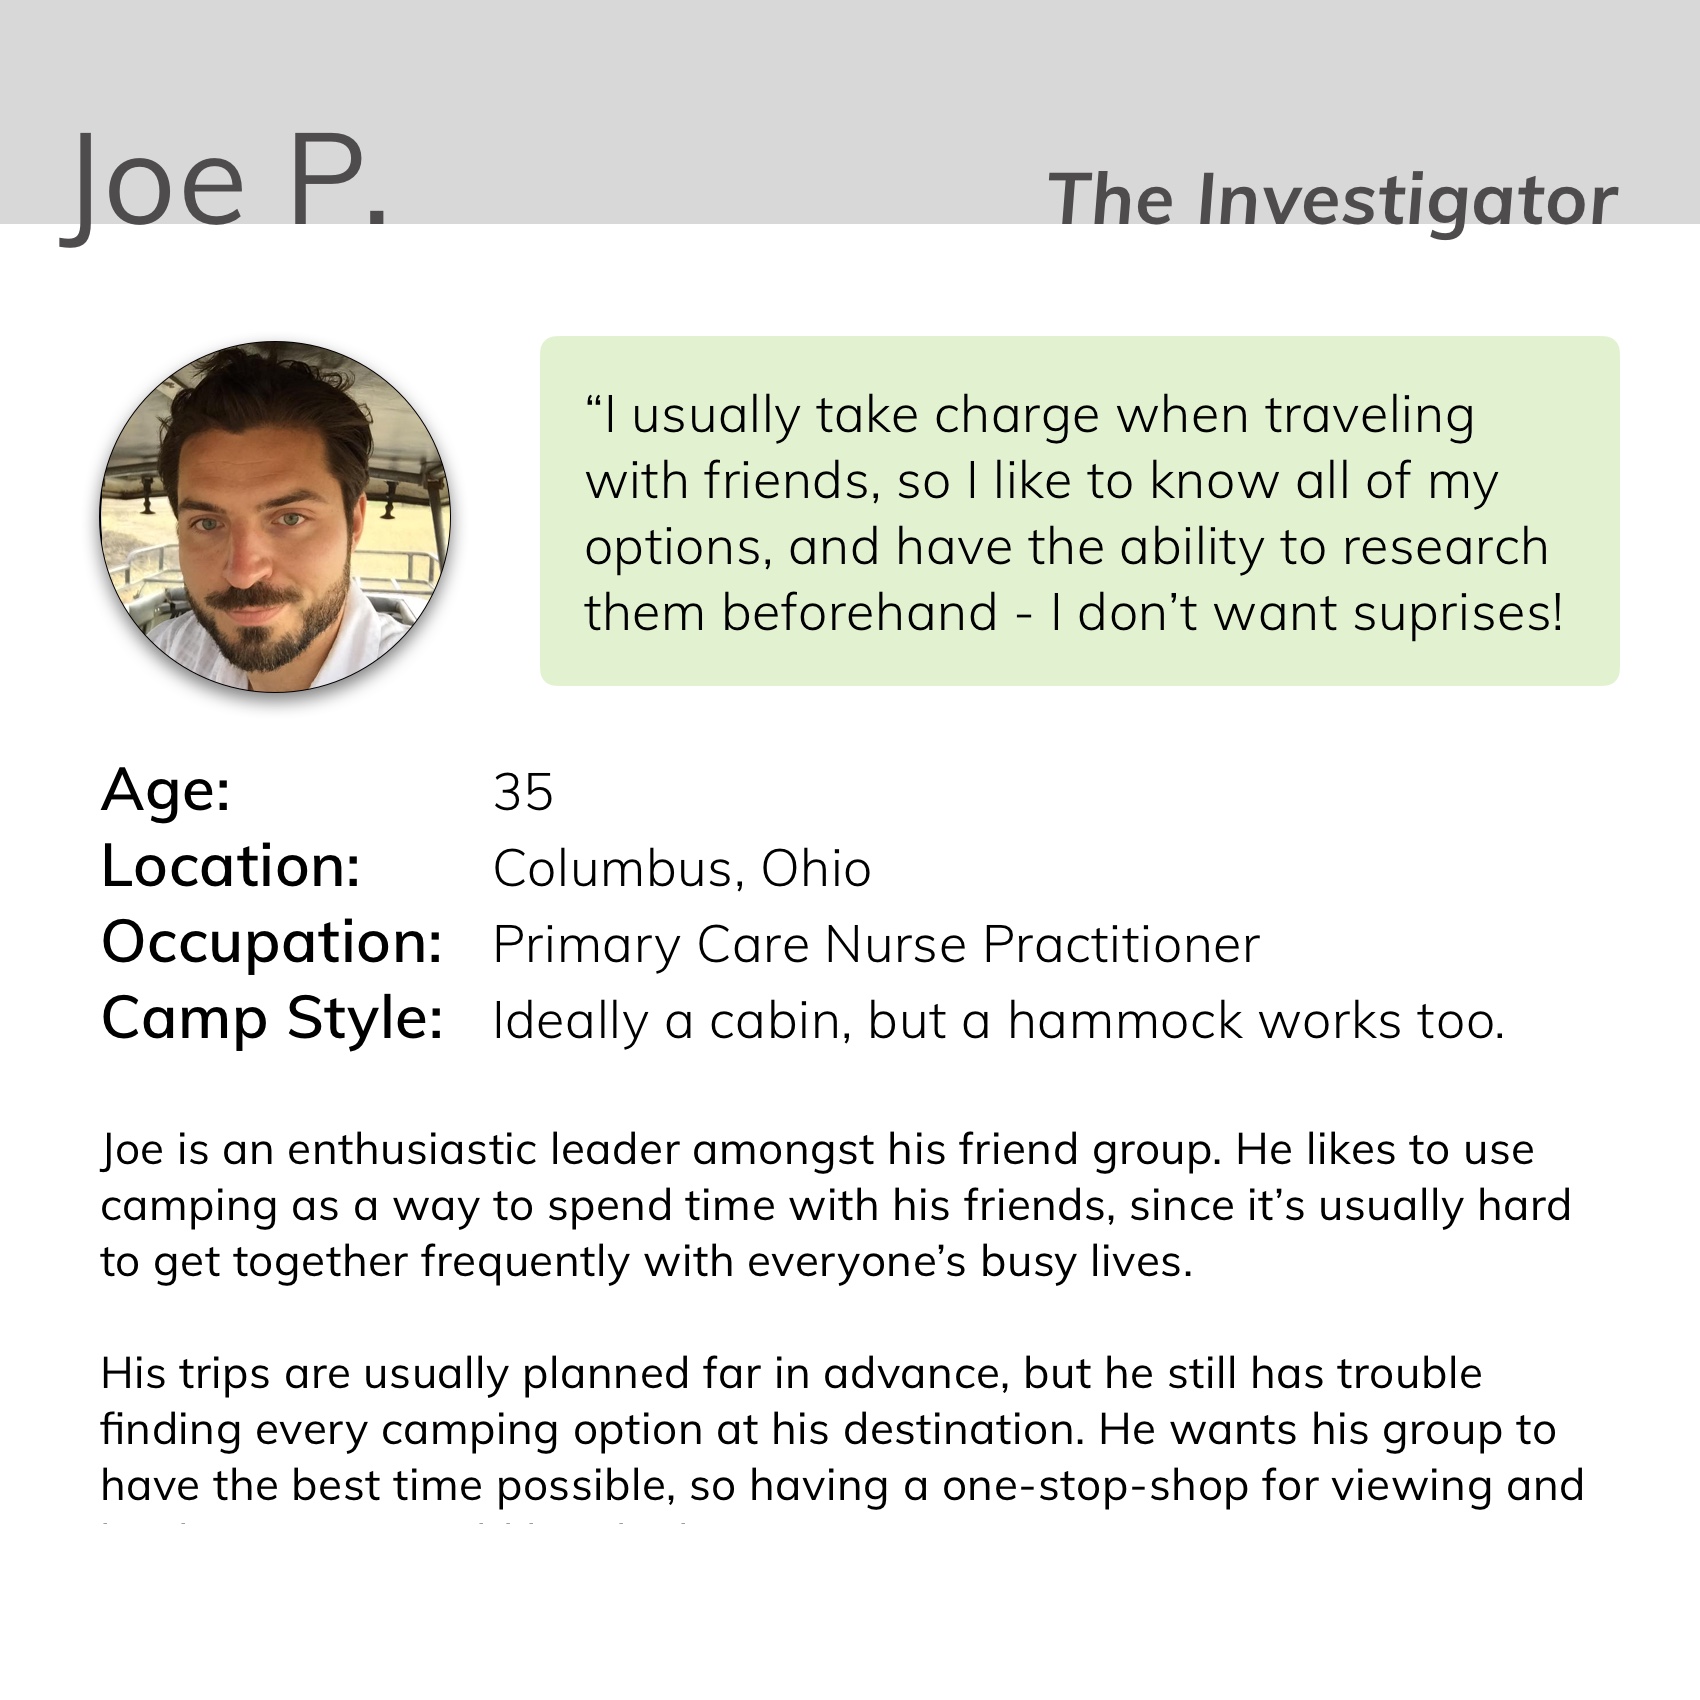 Joe P.
The Investigator
“I usually take charge when traveling
with friends, so I like to know all of my
options, and have the ability to research
them beforehand - I don’t want suprises!
Age: 35
Location: Columbus, Ohio
Occupation: Primary Care Nurse Practitioner
Camp Style: Ideally a cabin, but a hammock works too.
Joe is an enthusiastic leader amongst his friend group. He likes to use
camping as a way to spend time with his friends, since it’s usually hard
to get together frequently with everyone’s busy lives.
His trips are usually planned far in advance, but he still has trouble
finding every camping option at his destination. He wants his group to
have the best time possible, so having a one-stop-shop for viewing and